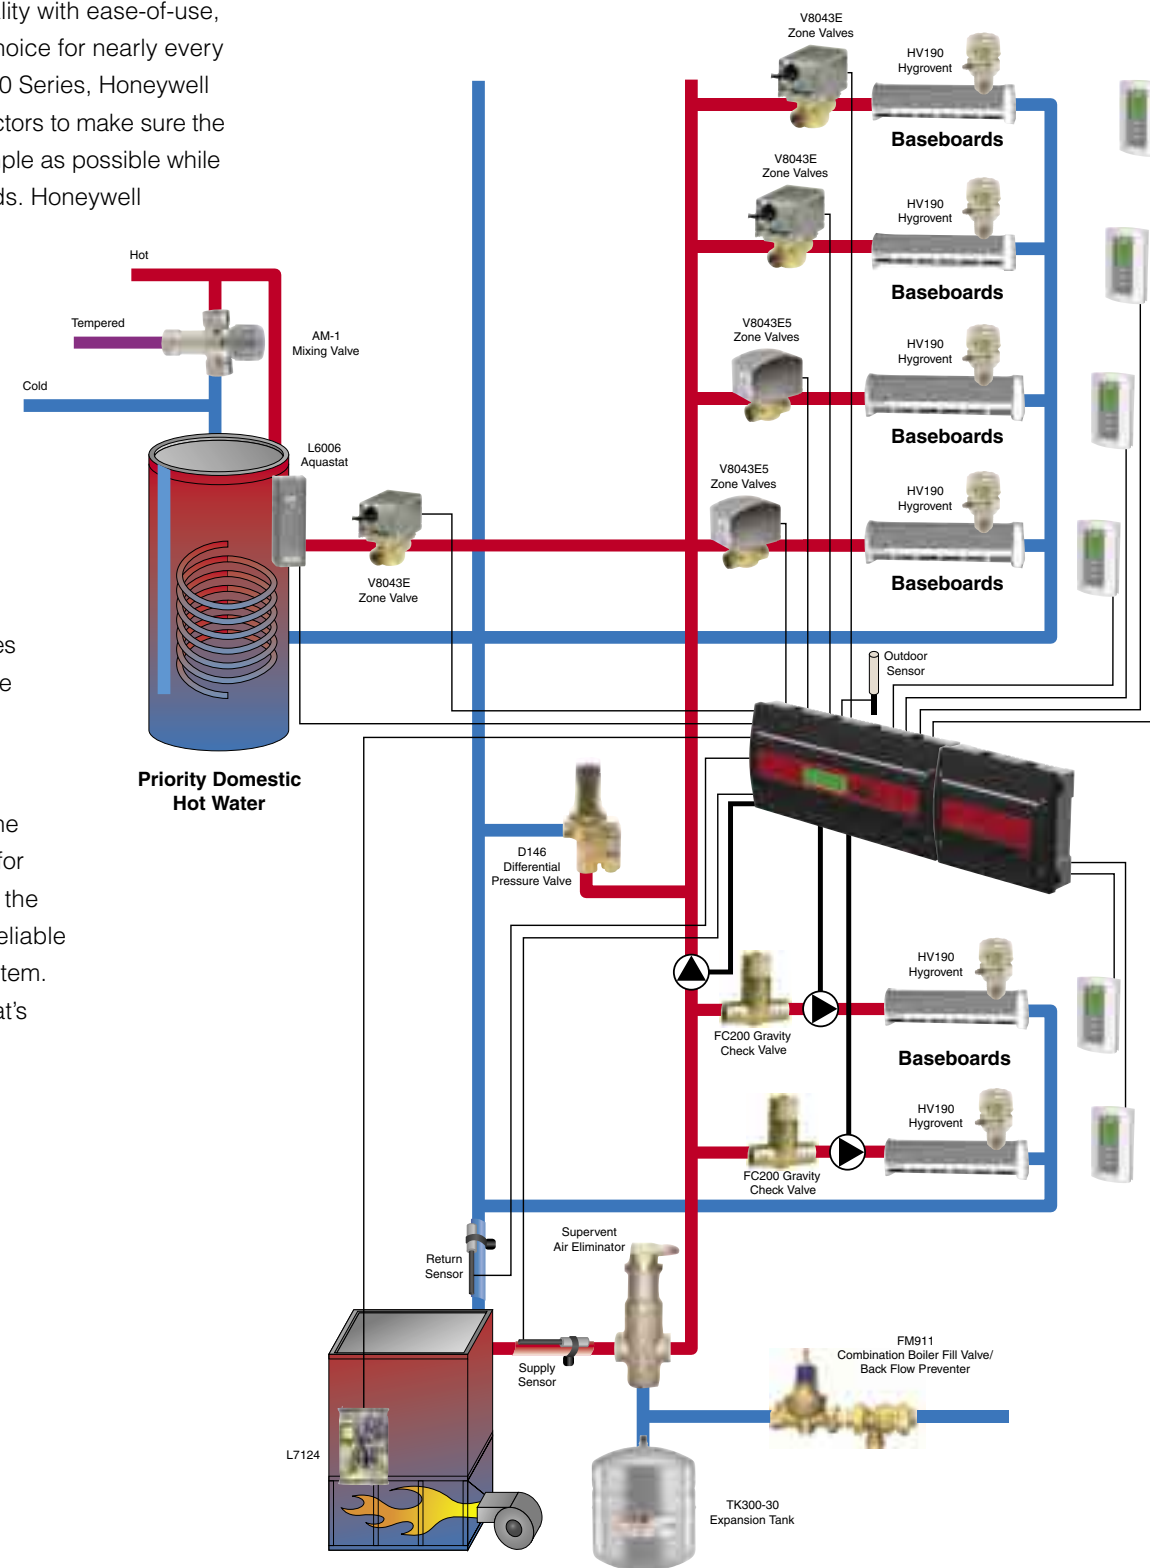 lity with ease-of-use,
hoice for nearly every
0 Series, Honeywell
ctors to make sure the
nple as possible while
ds. Honeywell
es
e
ne
for
the
eliable
tem.
at's
V8043E
Zone Valves
HV190
Hygrovent
Baseboards
V8043E
Zone Valves
HV190
Hygrovent
Baseboards
Hot
Tempered
Cold
AM-1
Mixing Valve
V8043E5
Zone Valves
HV190
Hygrovent
Baseboards
L6006
Aquastat
V8043E
Zone Valve
V8043E5
Zone Valves
HV190
Hygrovent
Baseboards
Outdoor
Sensor
Priority Domestic
Hot Water
D146
Differential
Pressure Valve
HV190
Hygrovent
FC200 Gravity
Check Valve
Baseboards
HV190
Hygrovent
FC200 Gravity
Check Valve
Return
Sensor
Supervent
Air Eliminator
Supply
Sensor
FM911
Combination Boiler Fill Valve/
Back Flow Preventer
L7124
TK300-30
Expansion Tank